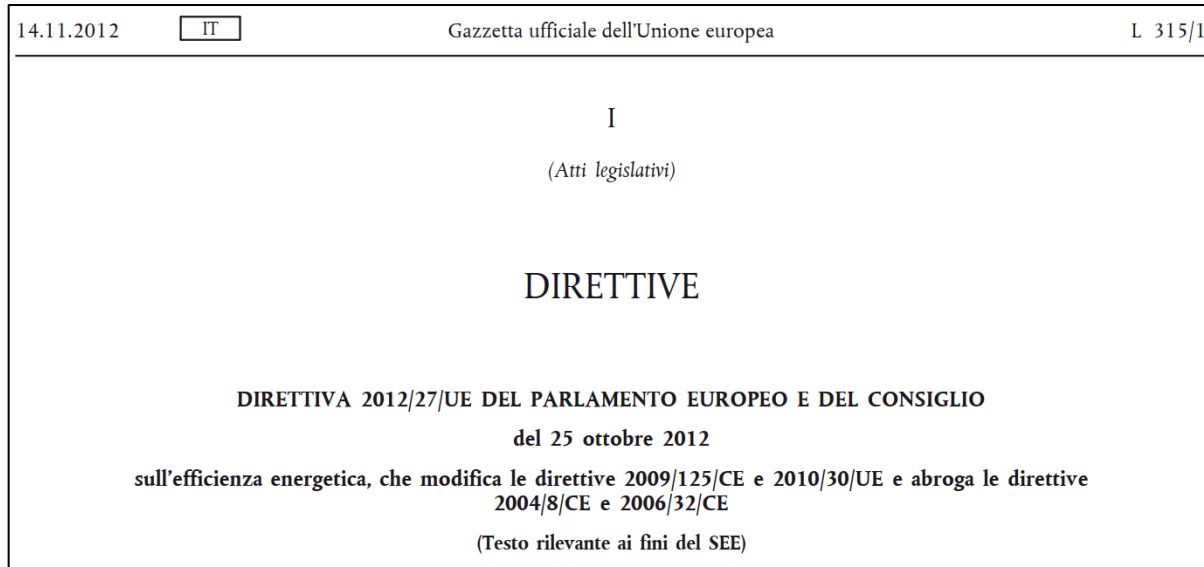 14.11.2012 IT Gazzetta ufficiale dell'Unione europea L 315/1
I
(Atti legislativi)
DIRETTIVE
DIRETTIVA 2012/27/UE DEL PARLAMENTO EUROPEO E DEL CONSIGLIO
del 25 ottobre 2012
sull'efficienza energetica, che modifica le direttive 2009/125/CE e 2010/30/UE e abroga le direttive
2004/8/CE e 2006/32/CE
(Testo rilevante ai fini del SEE)